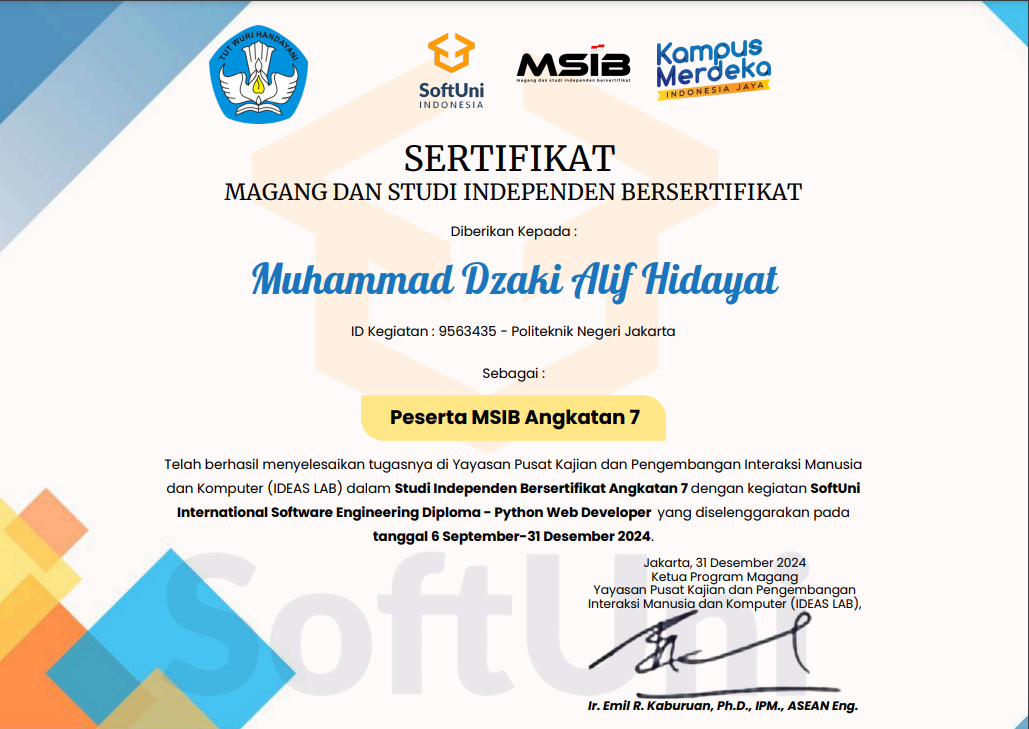 TUT WURI HANDAYANI
SoftUni
INDONESIA
MSIB
magang dan studi independen bersertifikat
Kampus
Merdeka
INDONESIA JAYA
SERTIFIKAT
MAGANG DAN STUDI INDEPENDEN BERSERTIFIKAT
Diberikan Kepada :
Muhammad Dzaki Alif Hidayat
ID Kegiatan : 9563435 - Politeknik Negeri Jakarta
Sebagai :
Peserta MSIB Angkatan 7
Telah berhasil menyelesaikan tugasnya di Yayasan Pusat Kajian dan Pengembangan Interaksi Manusia
dan Komputer (IDEAS LAB) dalam Studi Independen Bersertifikat Angkatan 7 dengan kegiatan SoftUni
International Software Engineering Diploma - Python Web Developer yang diselenggarakan pada
tanggal 6 September-31 Desember 2024.
SoftUni
Jakarta, 31 Desember 2024
Ketua Program Magang
Yayasan Pusat Kajian dan Pengembangan
Interaksi Manusia dan Komputer (IDEAS LAB),
Ir. Emil R. Kaburuan, Ph.D., IPM., ASEAN Eng.